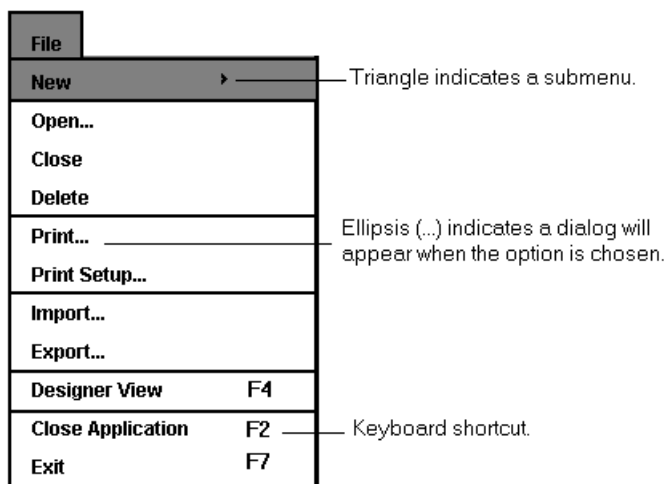 File
New
Triangle indicates a submenu.
Open...
Close
Delete
Print...
Ellipsis (...) indicates a dialog will
appear when the option is chosen.
Print Setup...
Import...
Export...
Designer View F4
Close Application F2
Keyboard shortcut.
Exit F7